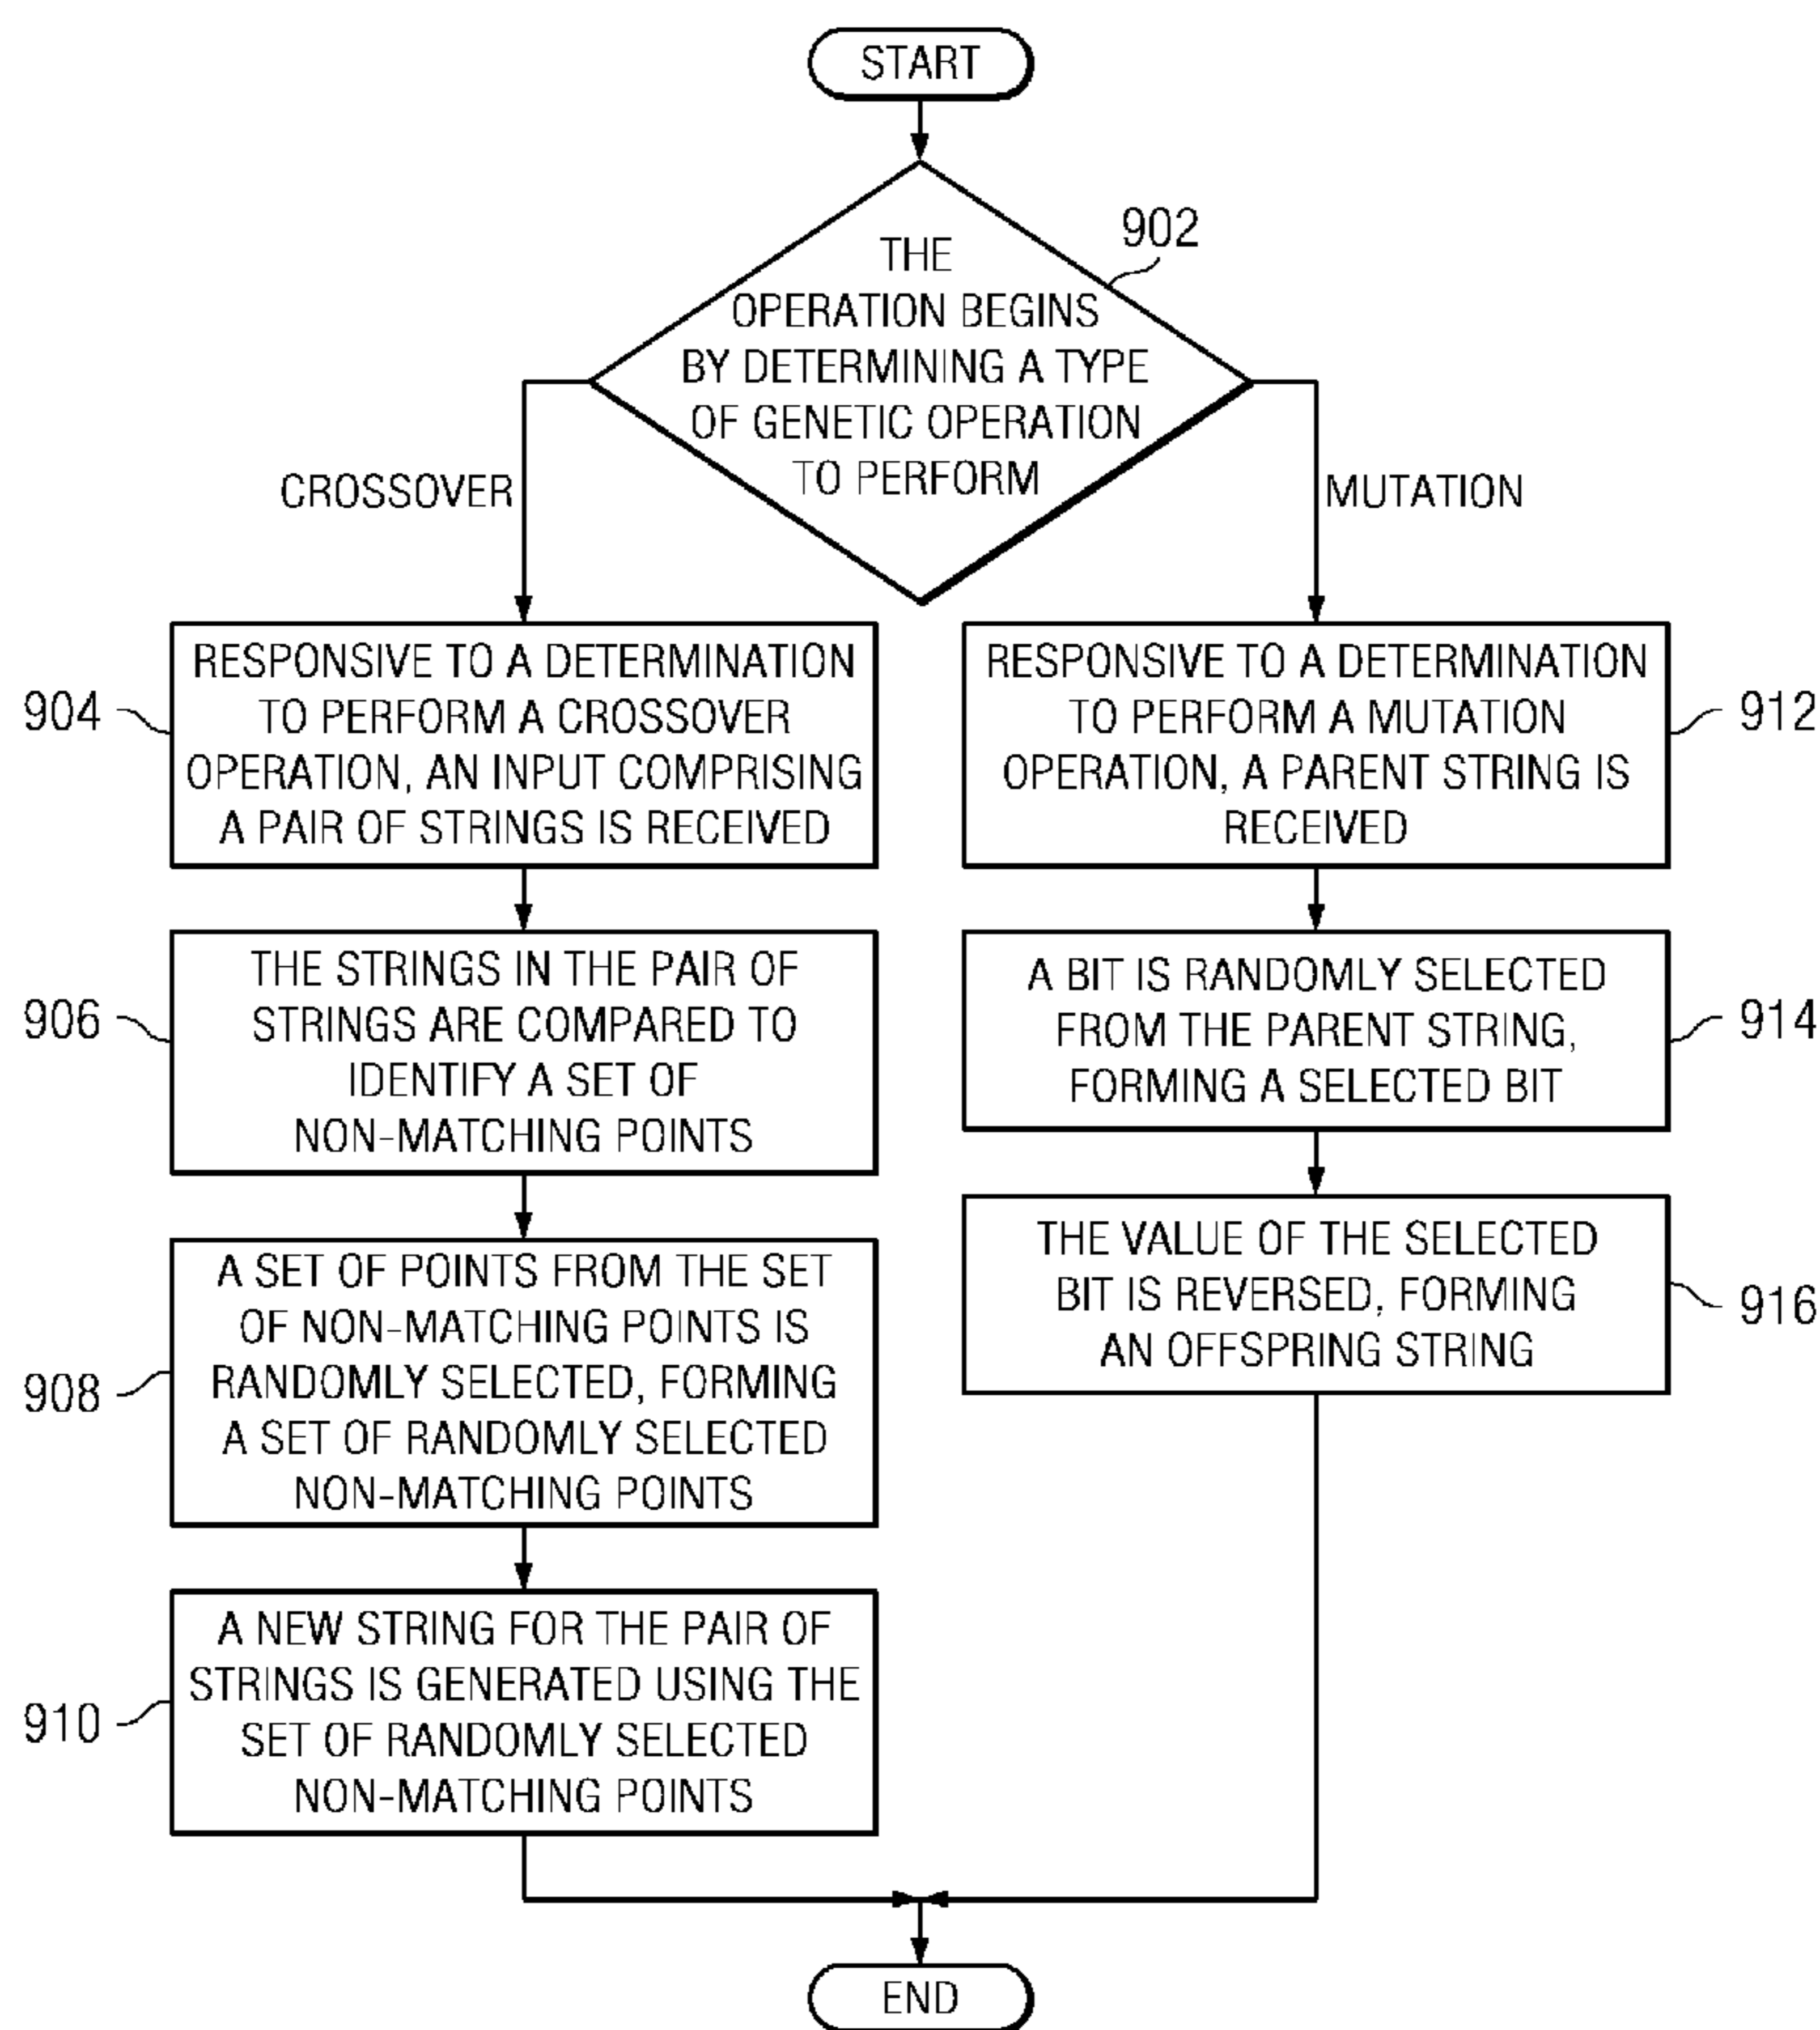 START
902
THE
OPERATION BEGINS
BY DETERMINING A TYPE
OF GENETIC OPERATION
TO PERFORM
CROSSOVER
MUTATION
904
RESPONSIVE TO A DETERMINATION
TO PERFORM A CROSSOVER
OPERATION, AN INPUT COMPRISING
A PAIR OF STRINGS IS RECEIVED
906
THE STRINGS IN THE PAIR OF
STRINGS ARE COMPARED TO
IDENTIFY A SET OF
NON-MATCHING POINTS
908
A SET OF POINTS FROM THE SET
OF NON-MATCHING POINTS IS
RANDOMLY SELECTED, FORMING
A SET OF RANDOMLY SELECTED
NON-MATCHING POINTS
910
A NEW STRING FOR THE PAIR OF
STRINGS IS GENERATED USING THE
SET OF RANDOMLY SELECTED
NON-MATCHING POINTS
912
RESPONSIVE TO A DETERMINATION
TO PERFORM A MUTATION
OPERATION, A PARENT STRING IS
RECEIVED
914
A BIT IS RANDOMLY SELECTED
FROM THE PARENT STRING,
FORMING A SELECTED BIT
916
THE VALUE OF THE SELECTED
BIT IS REVERSED, FORMING
AN OFFSPRING STRING
END